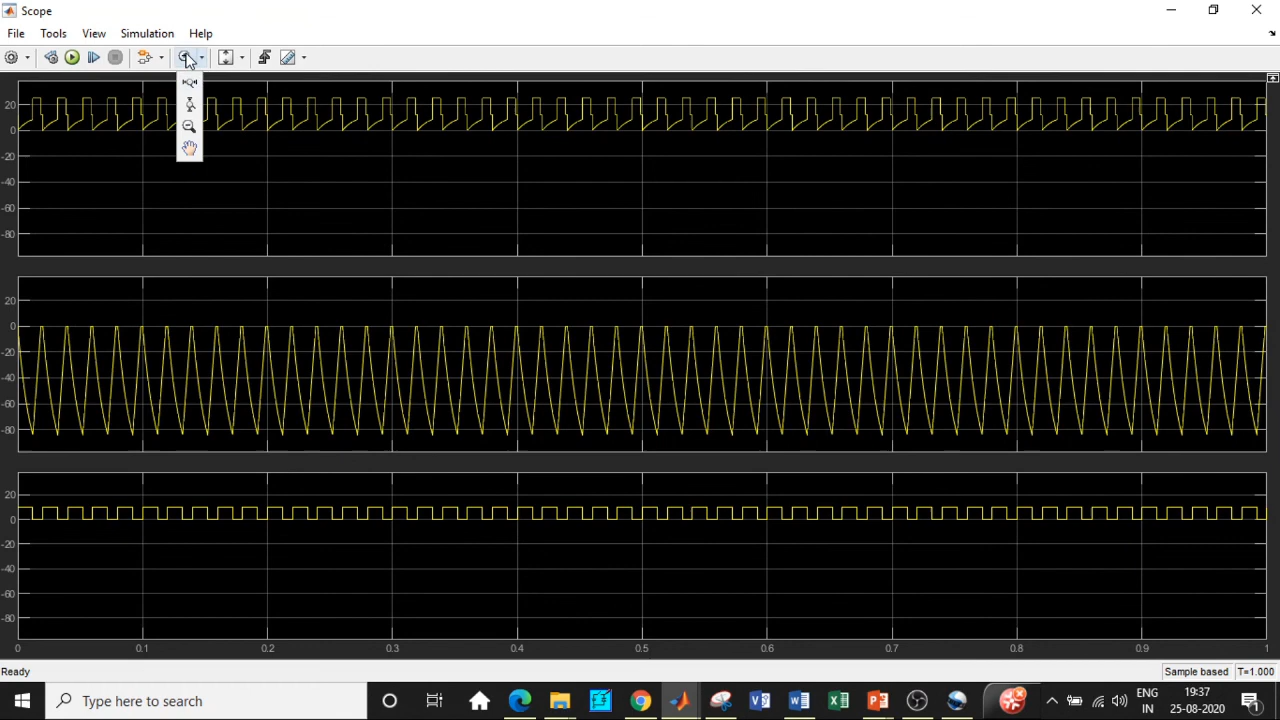 Scope
File Tools View Simulation Help
20
0
-20
-40
-60
-80
20
0
-20
-40
-60
-80
20
0
-20
-40
-60
-80
0 0.1 0.2 0.3 0.4 0.5 0.6 0.7 0.8 0.9 1
Ready Sample based T=1.000
Type here to search
ENG 19:37
IN 25-08-2020 1